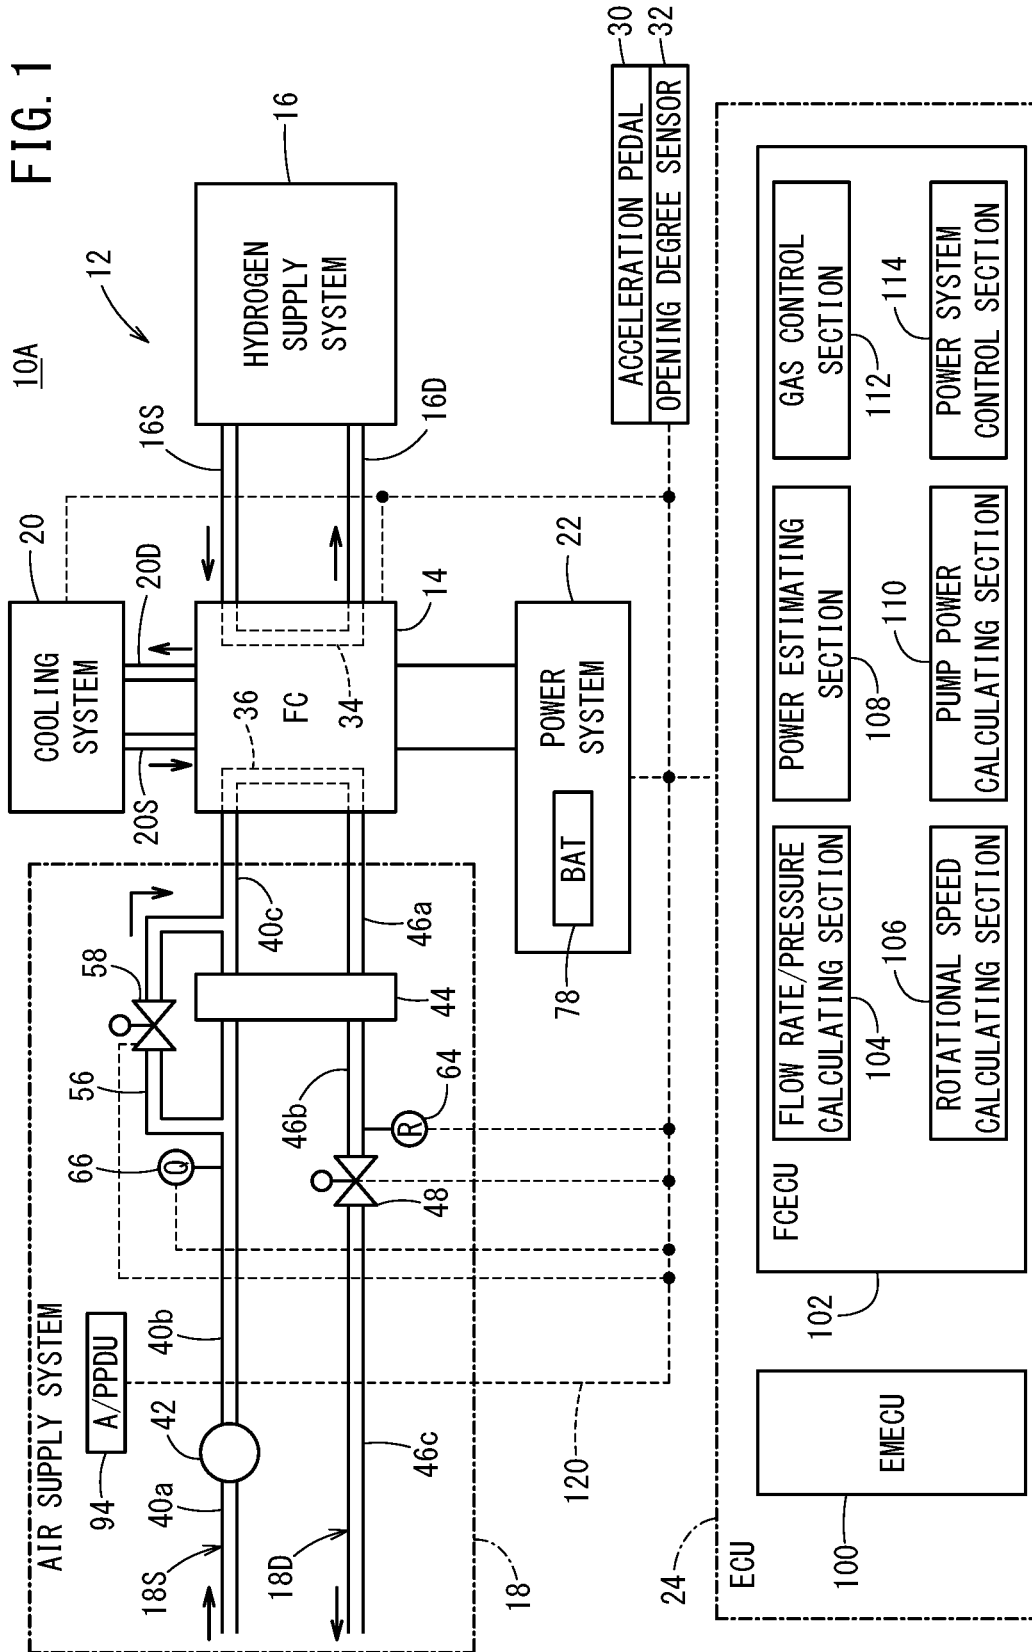 FIG. 1
10A
12
AIR SUPPLY SYSTEM
94
A/PPDU
18S
40a
42
40b
66
Q
56
58
40c
18D
46c
48
46b
R
64
44
46a
18
120
COOLING
SYSTEM
20
20S
20D
36
FC
34
14
16S
16D
HYDROGEN
SUPPLY
SYSTEM
16
POWER
SYSTEM
22
BAT
78
ACCELERATION PEDAL
30
OPENING DEGREE SENSOR
32
24
ECU
EMECU
100
FCECU
102
FLOW RATE/PRESSURE
CALCULATING SECTION
104
POWER ESTIMATING
SECTION
108
GAS CONTROL
SECTION
112
ROTATIONAL SPEED
CALCULATING SECTION
106
PUMP POWER
CALCULATING SECTION
110
POWER SYSTEM
CONTROL SECTION
114